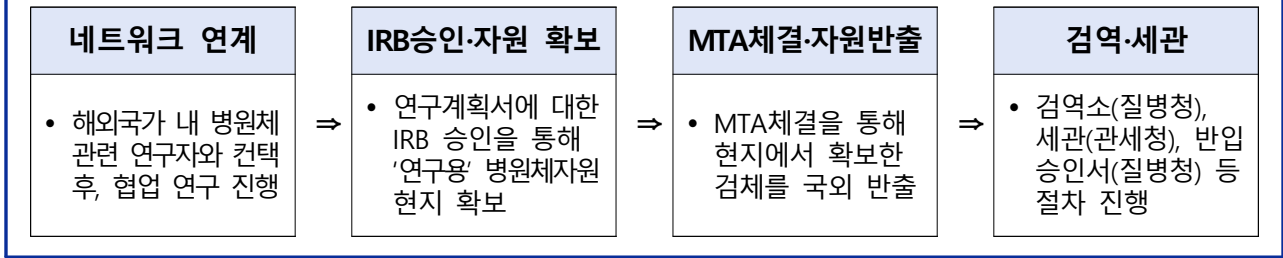 네트워크 연계
• 해외국가 내 병원체
관련 연구자와 컨택
후, 협업 연구 진행
⇒
IRB승인·자원 확보
• 연구계획서에 대한
IRB 승인을 통해
‘연구용’ 병원체자원
현지 확보
⇒
MTA체결·자원반출
• MTA체결을 통해
현지에서 확보한
검체를 국외 반출
⇒
검역·세관
• 검역소(질병청),
세관(관세청), 반입
승인서(질병청) 등
절차 진행